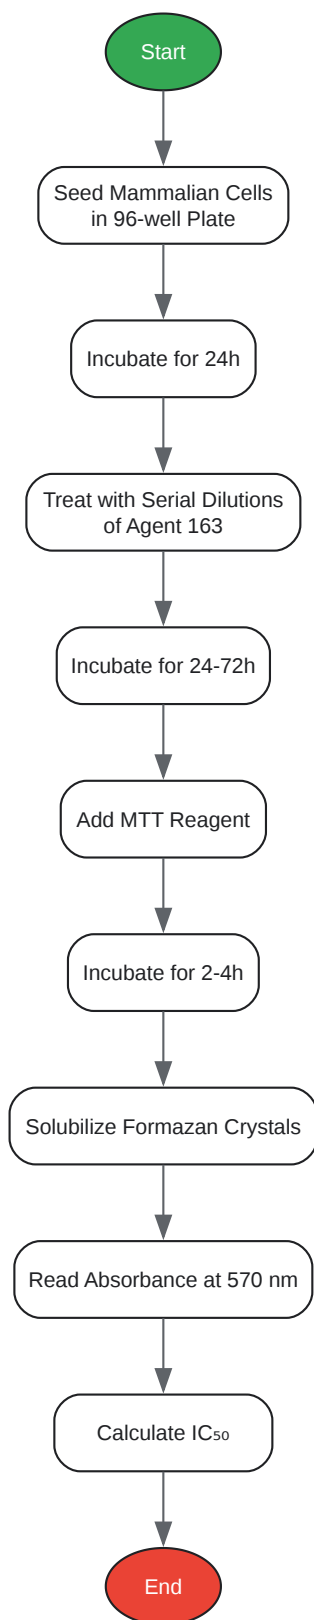 Start
Seed Mammalian Cells
in 96-well Plate
Incubate for 24h
Treat with Serial Dilutions
of Agent 163
Incubate for 24-72h
Add MTT Reagent
Incubate for 2-4h
Solubilize Formazan Crystals
Read Absorbance at 570 nm
Calculate IC₅₀
End